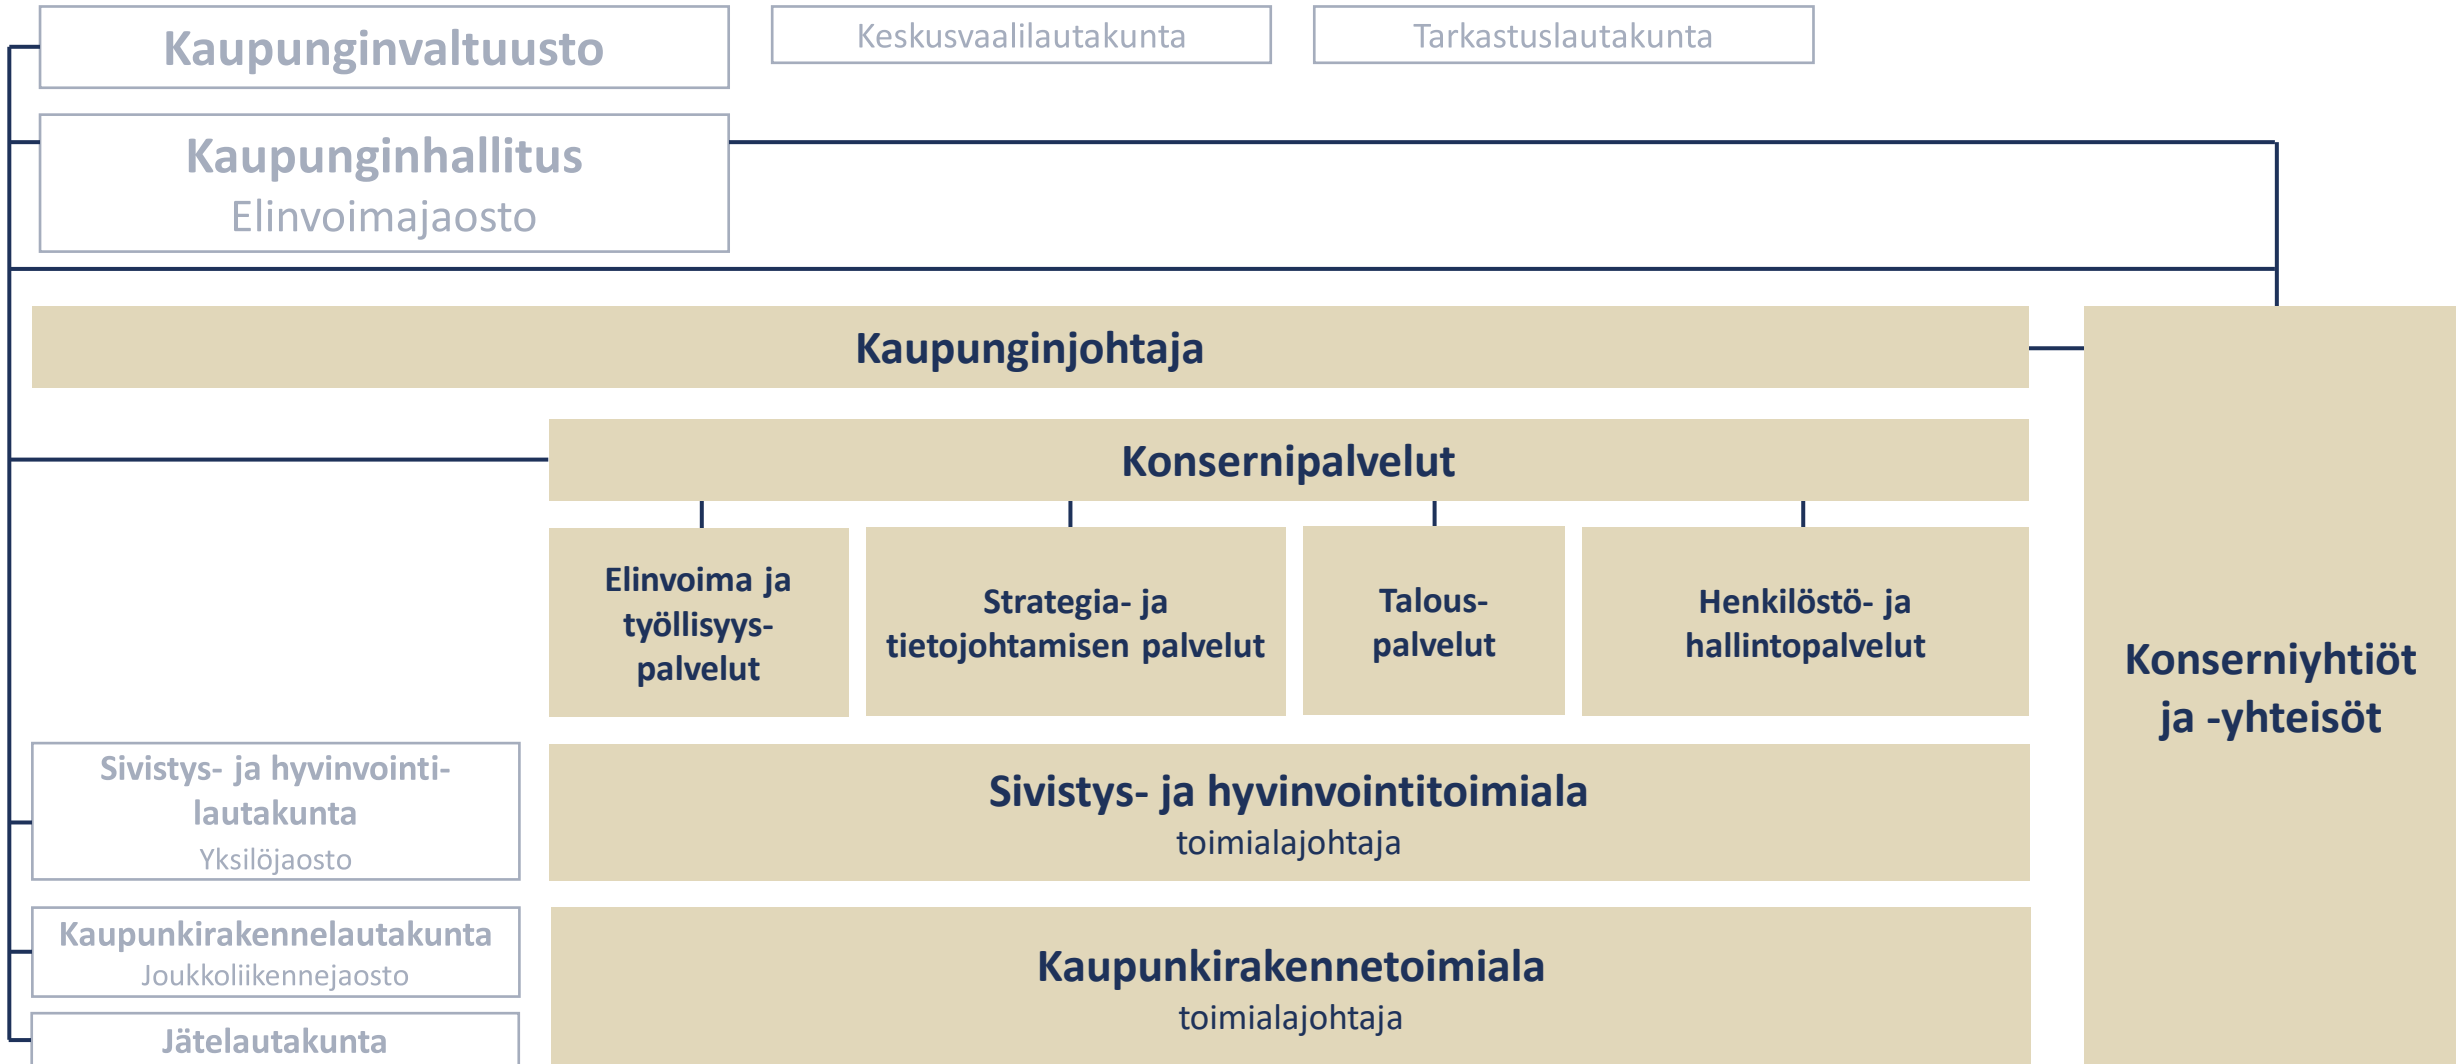 Kaupunginvaltuusto
Keskusvaalilautakunta
Tarkastuslautakunta
Kaupunginhallitus
Elinvoimajaosto
Kaupunginjohtaja
Konsernipalvelut
Elinvoima ja
työllisyys-
palvelut
Strategia- ja
tietojohtamisen palvelut
Talous-
palvelut
Henkilöstö- ja
hallintopalvelut
Konserniyhtiöt
ja -yhteisöt
Sivistys- ja hyvinvointi-
lautakunta
Yksilöjaosto
Sivistys- ja hyvinvointitoimiala
toimialajohtaja
Kaupunkirakennelautakunta
Joukkoliikennejaosto
Kaupunkirakennetoimiala
toimialajohtaja
Jätelautakunta